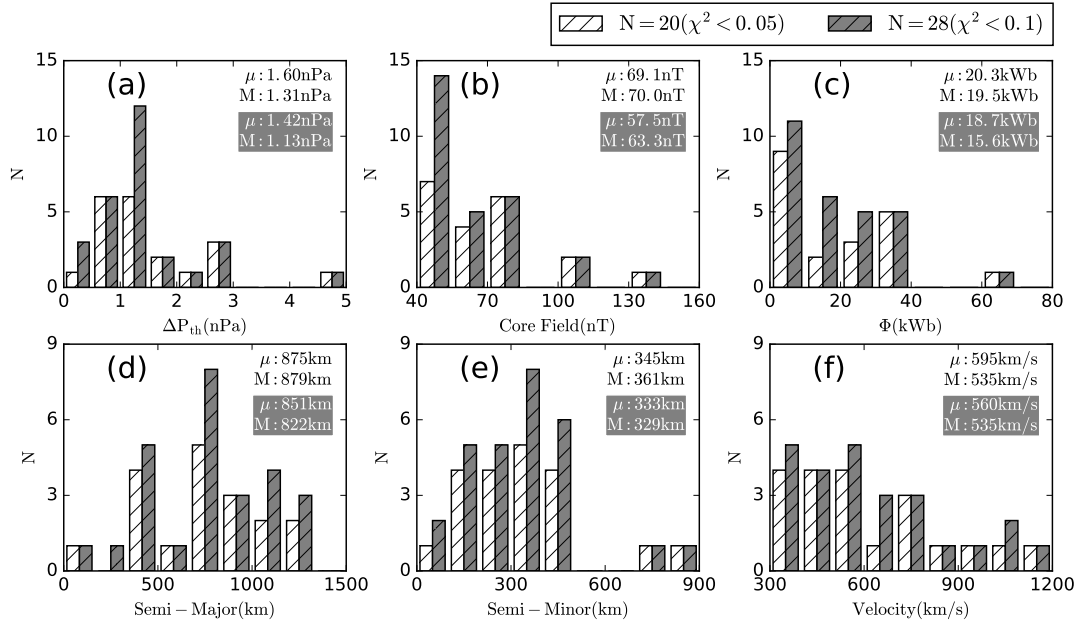 N = 20(χ² < 0.05) N = 28(χ² < 0.1)
(a)
μ : 1.60nPa
M : 1.31nPa
μ : 1.42nPa
M : 1.13nPa
15
10
5
0
N
0 1 2 3 4 5
ΔP_th(nPa)
(b)
μ : 69.1nT
M : 70.0nT
μ : 57.5nT
M : 63.3nT
15
10
5
0
N
40 70 100 130 160
Core Field(nT)
(c)
μ : 20.3kWb
M : 19.5kWb
μ : 18.7kWb
M : 15.6kWb
15
10
5
0
N
0 20 40 60 80
Φ(kWb)
(d)
μ : 875km
M : 879km
μ : 851km
M : 822km
9
6
3
0
N
0 500 1000 1500
Semi − Major(km)
(e)
μ : 345km
M : 361km
μ : 333km
M : 329km
9
6
3
0
N
0 300 600 900
Semi − Minor(km)
(f)
μ : 595km/s
M : 535km/s
μ : 560km/s
M : 535km/s
9
6
3
0
N
300 600 900 1200
Velocity(km/s)